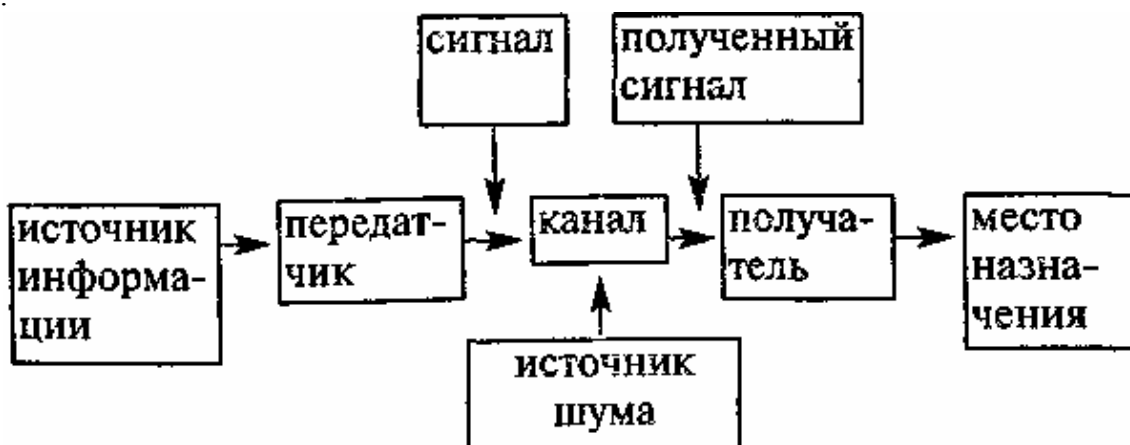 сигнал
полученный
сигнал
источник
информа-
ции
передат-
чик
канал
получа-
тель
место
назна-
чения
источник
шума